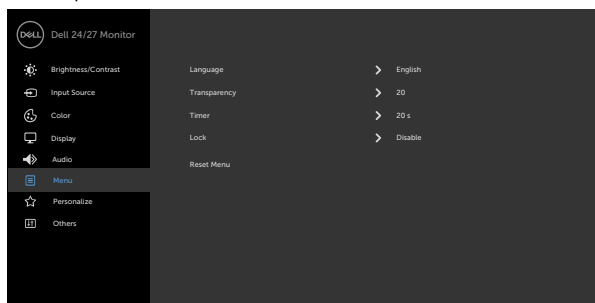 DELL Dell 24/27 Monitor
Brightness/Contrast
Input Source
Color
Display
Audio
Menu
Personalize
Others
Language English
Transparency 20
Timer 20 s
Lock Disable
Reset Menu